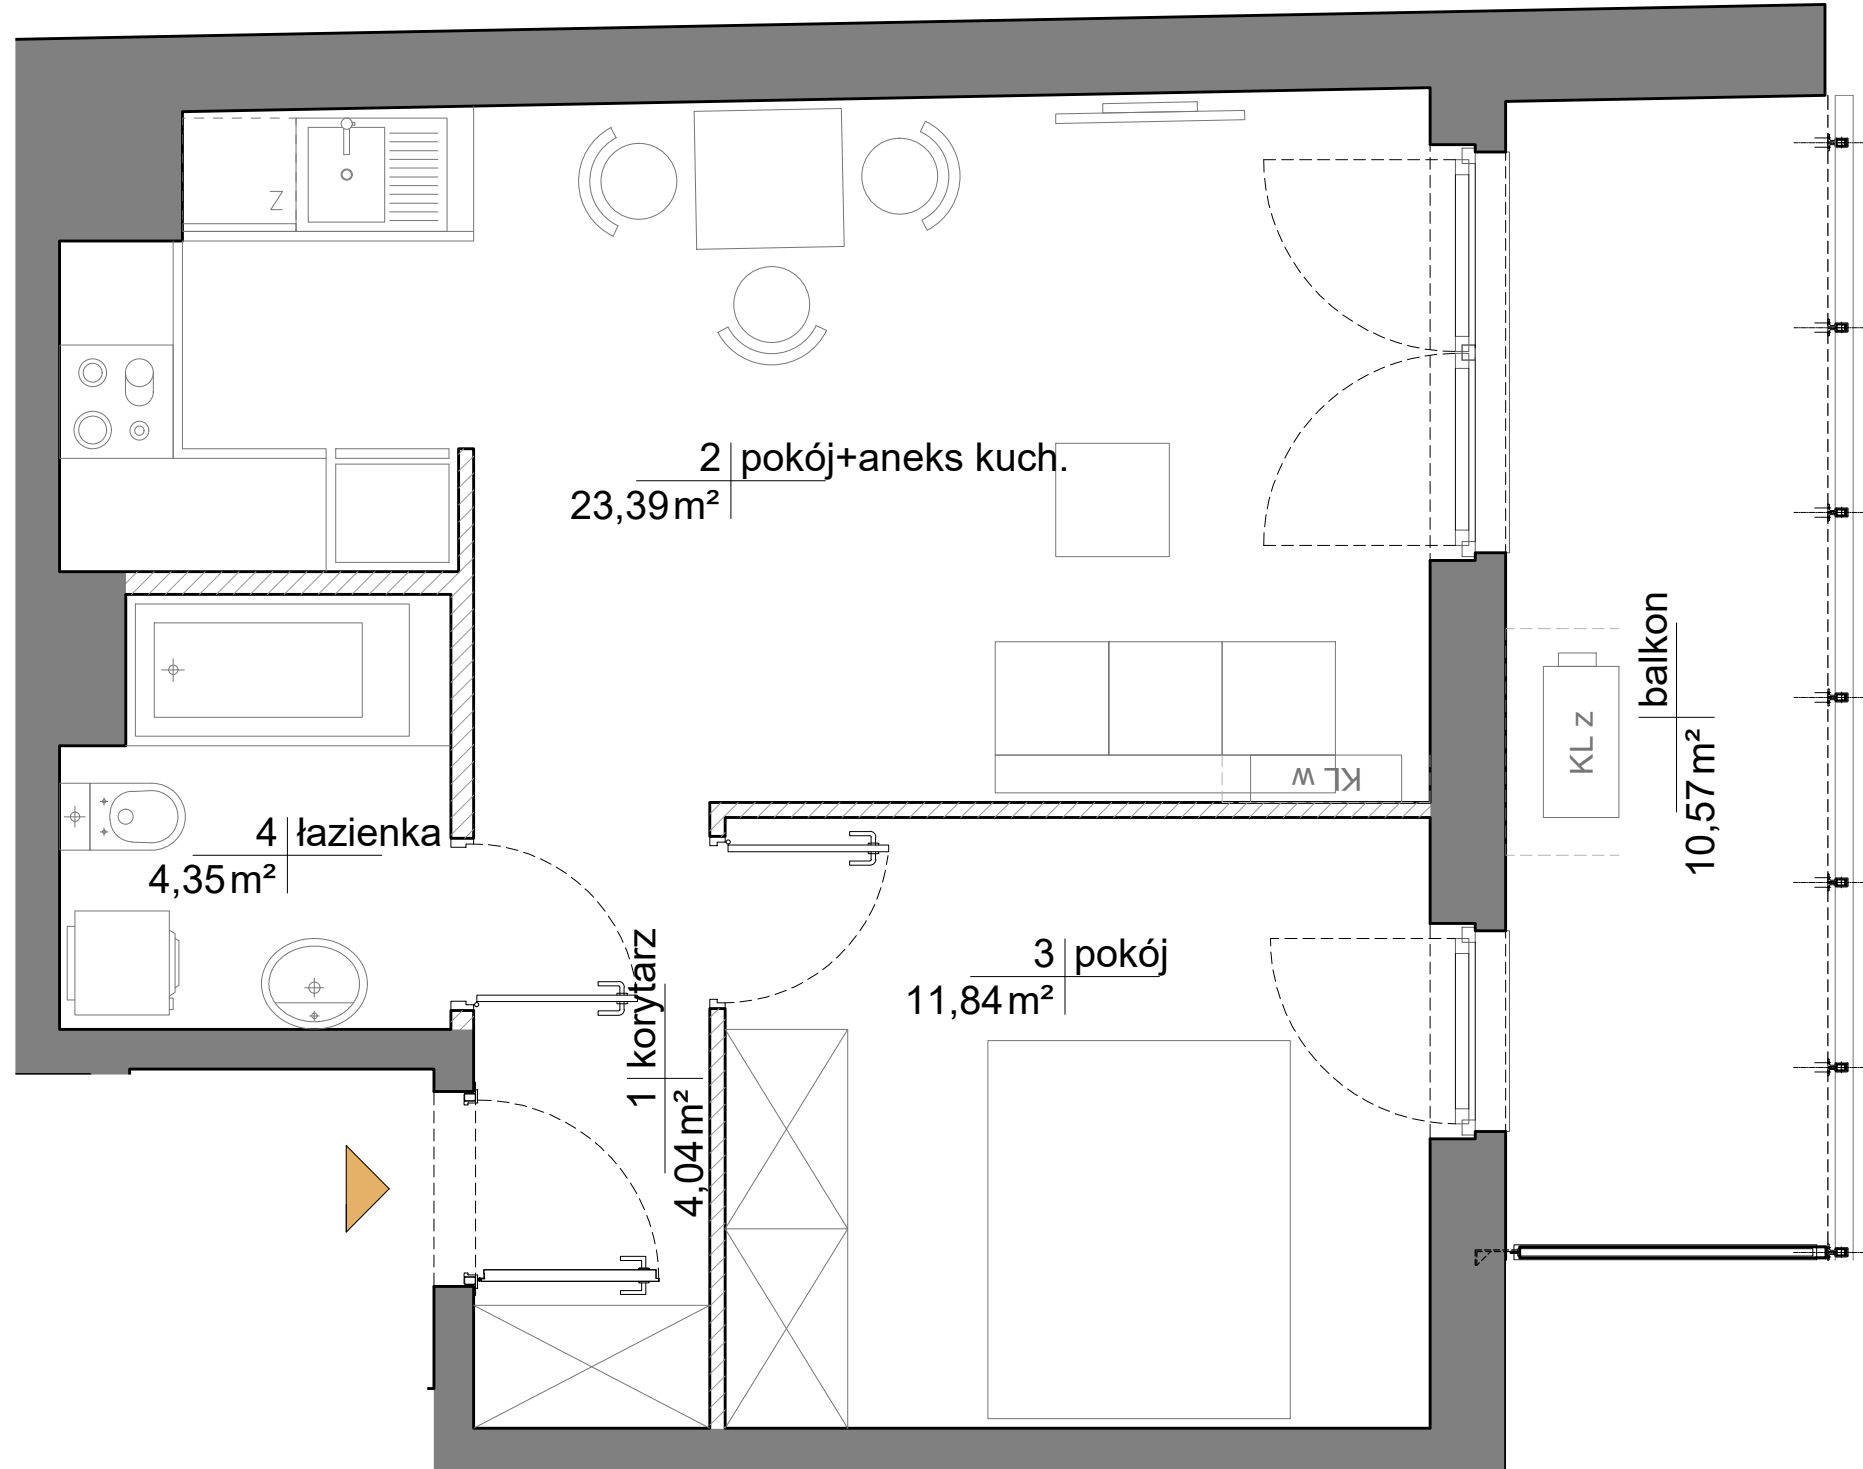 Z
2 pokój+aneks kuch.
23,39 m²
KL w
balkon
10,57 m²
KL z
4 łazienka
4,35 m²
1 korytarz
4,04 m²
3 pokój
11,84 m²